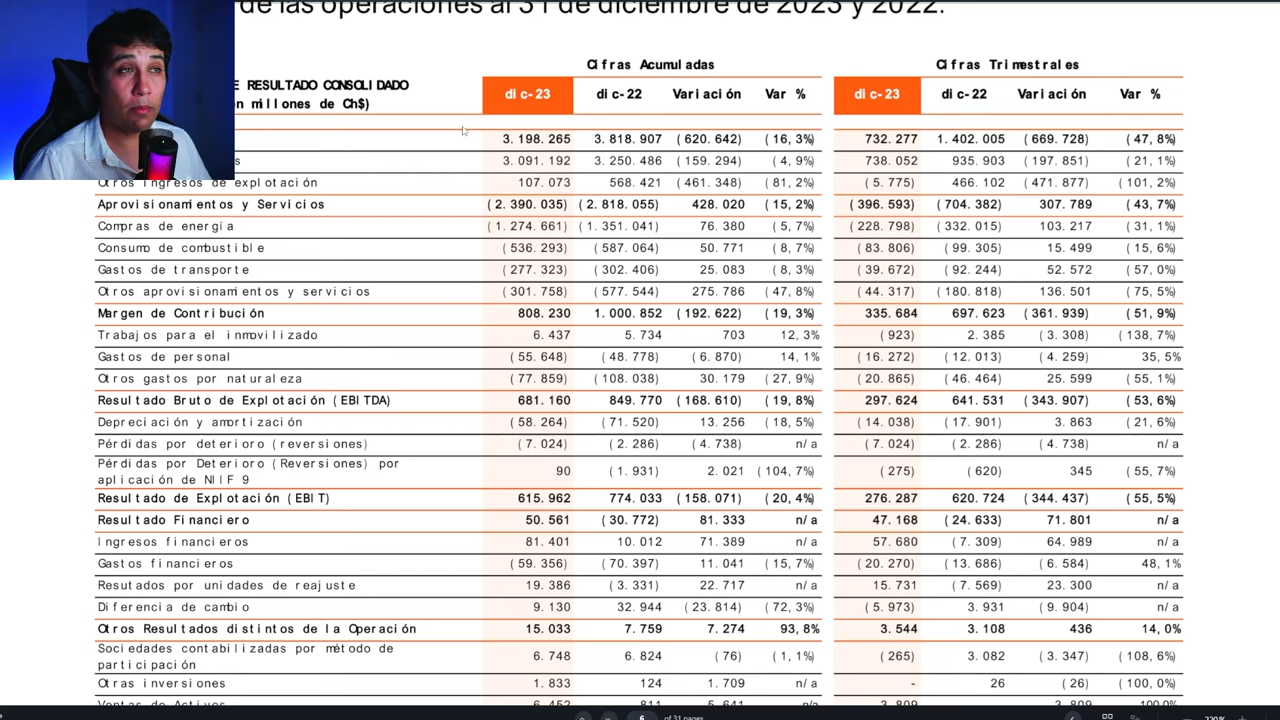 de las operaciones al 31 de diciembre de 2023 y 2022.
Cifras Acumuladas Cifras Trimestrales
E RESULTADO CONSOLIDADO
n millones de Ch$)
dic-23 dic-22 Variación Var % dic-23 dic-22 Variación Var %
3.198.265 3.818.907 (620.642) (16,3%) 732.277 1.402.005 (669.728) (47,8%)
s 3.091.192 3.250.486 (159.294) (4,9%) 738.052 935.903 (197.851) (21,1%)
Otros ingresos de explotación 107.073 568.421 (461.348) (81,2%) (5.775) 466.102 (471.877) (101,2%)
Aprovisionamientos y Servicios (2.390.035) (2.818.055) 428.020 (15,2%) (396.593) (704.382) 307.789 (43,7%)
Compras de energía (1.274.661) (1.351.041) 76.380 (5,7%) (228.798) (332.015) 103.217 (31,1%)
Consumo de combustible (536.293) (587.064) 50.771 (8,7%) (83.806) (99.305) 15.499 (15,6%)
Gastos de transporte (277.323) (302.406) 25.083 (8,3%) (39.672) (92.244) 52.572 (57,0%)
Otros aprovisionamientos y servicios (301.758) (577.544) 275.786 (47,8%) (44.317) (180.818) 136.501 (75,5%)
Margen de Contribución 808.230 1.000.852 (192.622) (19,3%) 335.684 697.623 (361.939) (51,9%)
Trabajos para el inmovilizado 6.437 5.734 703 12,3% (923) 2.385 (3.308) (138,7%)
Gastos de personal (55.648) (48.778) (6.870) 14,1% (16.272) (12.013) (4.259) 35,5%
Otros gastos por naturaleza (77.859) (108.038) 30.179 (27,9%) (20.865) (46.464) 25.599 (55,1%)
Resultado Bruto de Explotación (EBITDA) 681.160 849.770 (168.610) (19,8%) 297.624 641.531 (343.907) (53,6%)
Depreciación y amortización (58.264) (71.520) 13.256 (18,5%) (14.038) (17.901) 3.863 (21,6%)
Pérdidas por deterioro (reversiones) (7.024) (2.286) (4.738) n/a (7.024) (2.286) (4.738) n/a
Pérdidas por Deterioro (Reversiones) por
aplicación de NIIF 9 90 (1.931) 2.021 (104,7%) (275) (620) 345 (55,7%)
Resultado de Explotación (EBIT) 615.962 774.033 (158.071) (20,4%) 276.287 620.724 (344.437) (55,5%)
Resultado Financiero 50.561 (30.772) 81.333 n/a 47.168 (24.633) 71.801 n/a
Ingresos financieros 81.401 10.012 71.389 n/a 57.680 (7.309) 64.989 n/a
Gastos financieros (59.356) (70.397) 11.041 (15,7%) (20.270) (13.686) (6.584) 48,1%
Resutados por unidades de reajuste 19.386 (3.331) 22.717 n/a 15.731 (7.569) 23.300 n/a
Diferencia de cambio 9.130 32.944 (23.814) (72,3%) (5.973) 3.931 (9.904) n/a
Otros Resultados distintos de la Operación 15.033 7.759 7.274 93,8% 3.544 3.108 436 14,0%
Sociedades contabilizadas por método de
participación 6.748 6.824 (76) (1,1%) (265) 3.082 (3.347) (108,6%)
Otras inversiones 1.833 124 1.709 n/a - 26 (26) (100,0%)
Ventas de Activos 6.452 811 5.641 n/a 3.809 3.809 100,0%
6 of 31 pages 220%